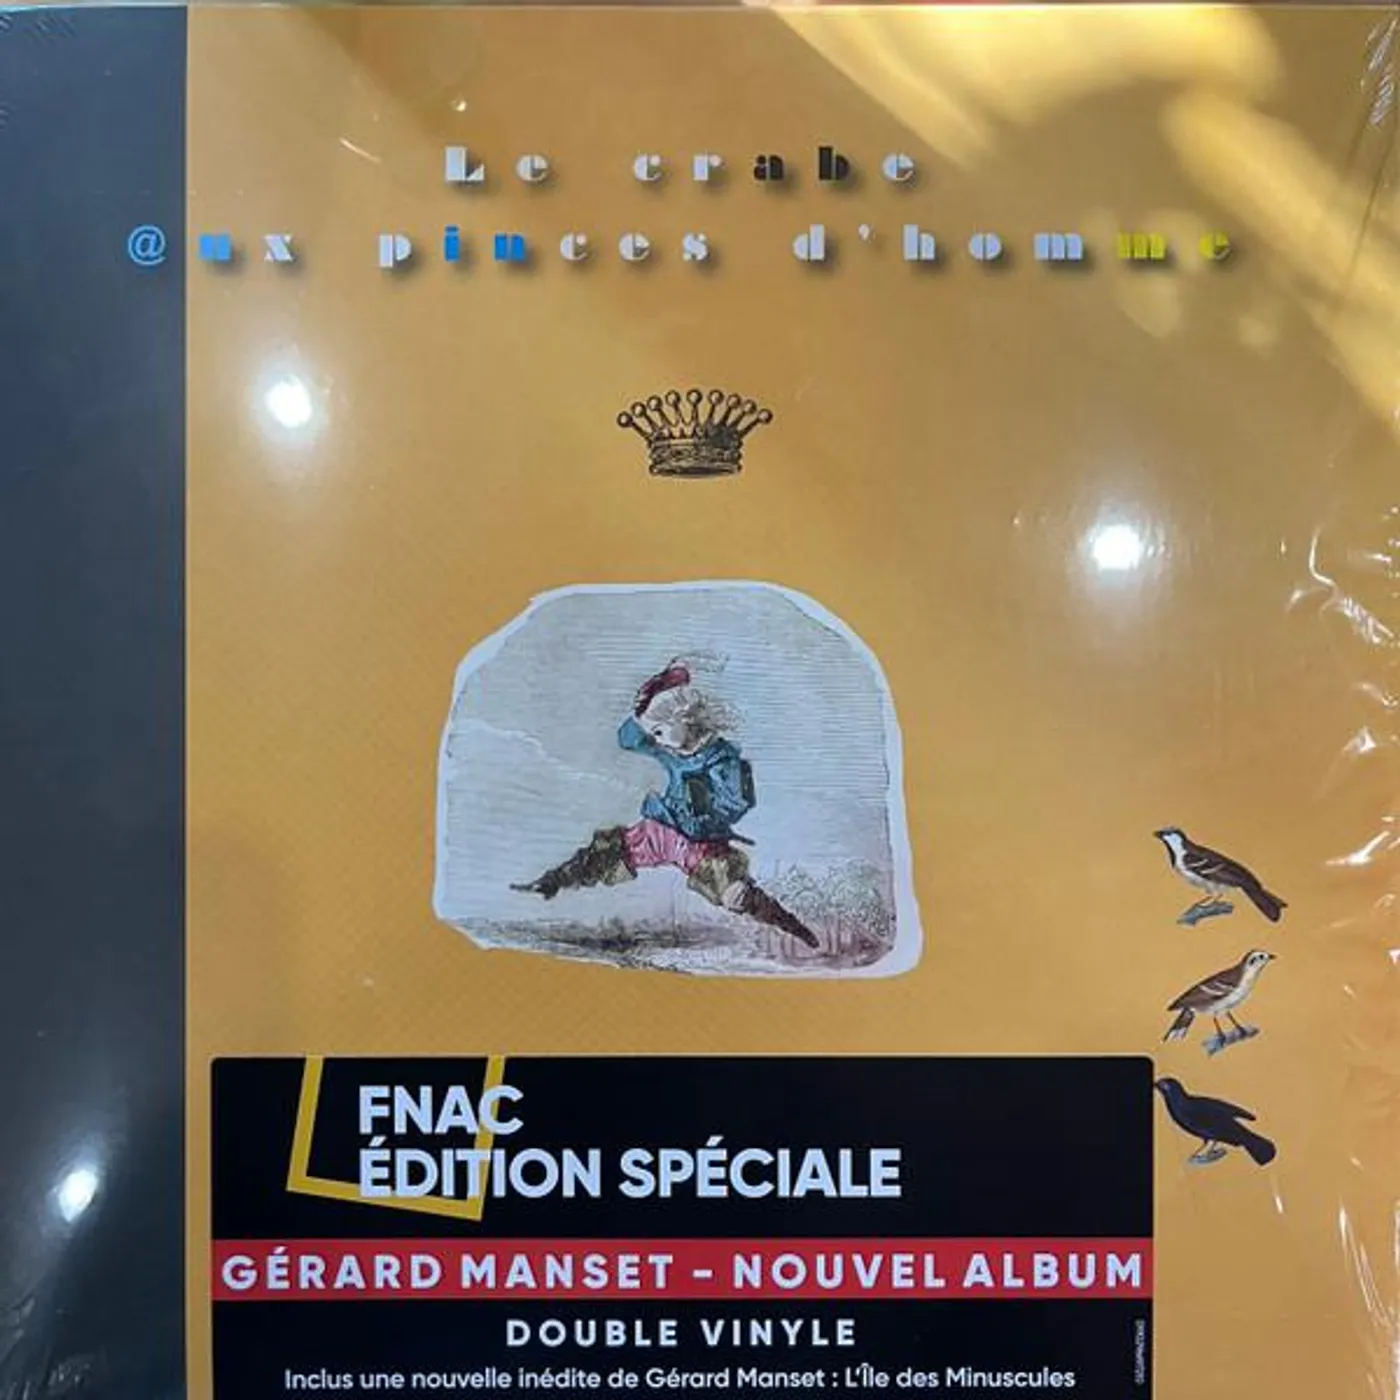 Le crabe
@ux pinces d'homme
FNAC
ÉDITION SPÉCIALE
GÉRARD MANSET - NOUVEL ALBUM
DOUBLE VINYLE
Inclus une nouvelle inédite de Gérard Manset : L'Île des Minuscules